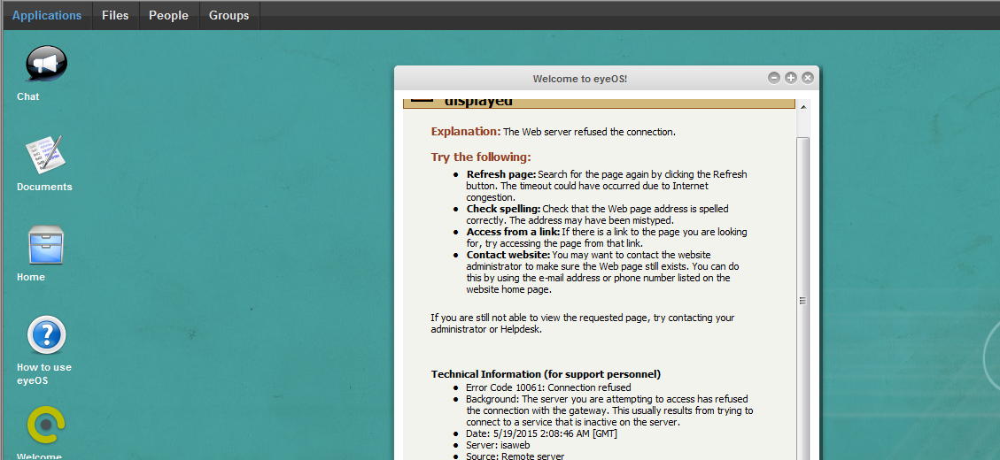 Applications Files People Groups
Chat
Documents
Home
How to use
eyeOS
Welcome
Welcome to eyeOS!
displayed
Explanation: The Web server refused the connection.
Try the following:
• Refresh page: Search for the page again by clicking the Refresh
button. The timeout could have occurred due to Internet
congestion.
• Check spelling: Check that the Web page address is spelled
correctly. The address may have been mistyped.
• Access from a link: If there is a link to the page you are looking
for, try accessing the page from that link.
• Contact website: You may want to contact the website
administrator to make sure the Web page still exists. You can do
this by using the e-mail address or phone number listed on the
website home page.
If you are still not able to view the requested page, try contacting your
administrator or Helpdesk.
Technical Information (for support personnel)
• Error Code 10061: Connection refused
• Background: The server you are attempting to access has refused
the connection with the gateway. This usually results from trying to
connect to a service that is inactive on the server.
• Date: 5/19/2015 2:08:46 AM [GMT]
• Server: isaweb
• Source: Remote server